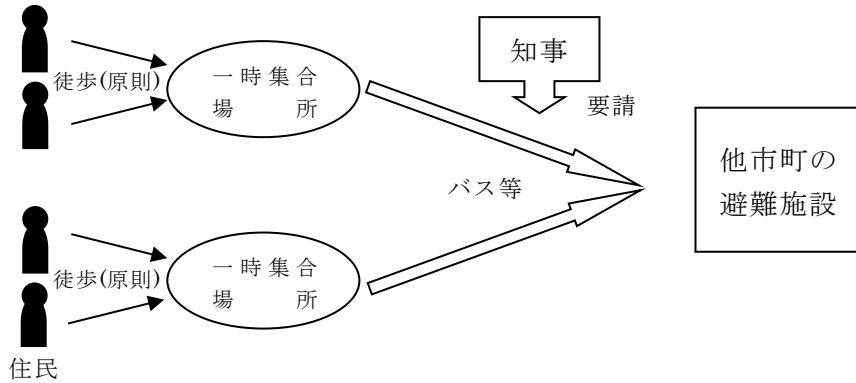 知事
一時集合
場所
徒歩(原則)
要請
他市町の
避難施設
バス等
一時集合
場所
徒歩(原則)
住民